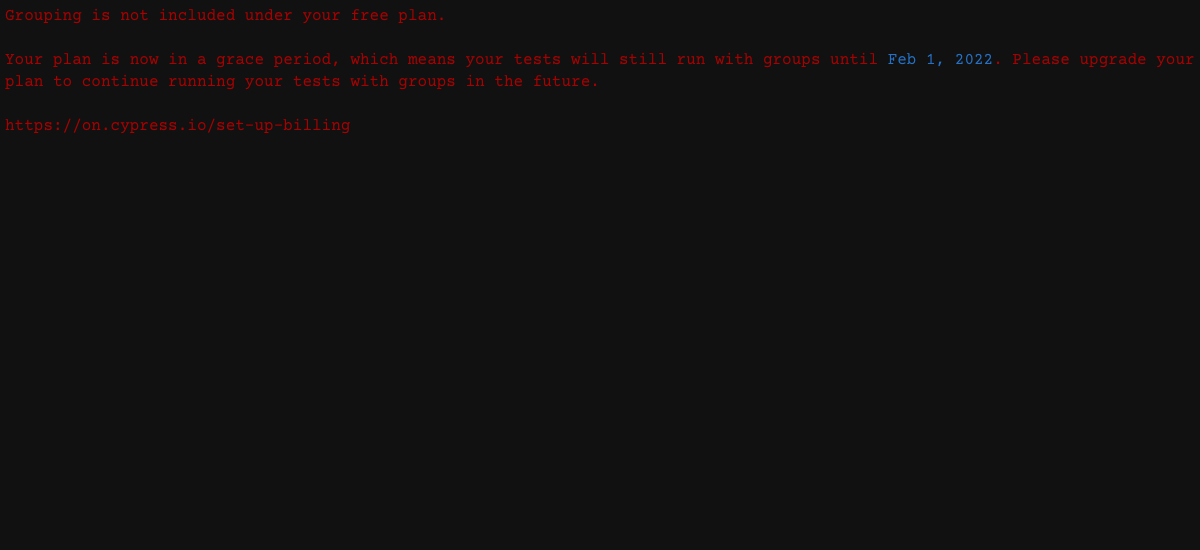 Grouping is not included under your free plan.
Your plan is now in a grace period, which means your tests will still run with groups until Feb 1, 2022. Please upgrade your
plan to continue running your tests with groups in the future.
https://on.cypress.io/set-up-billing